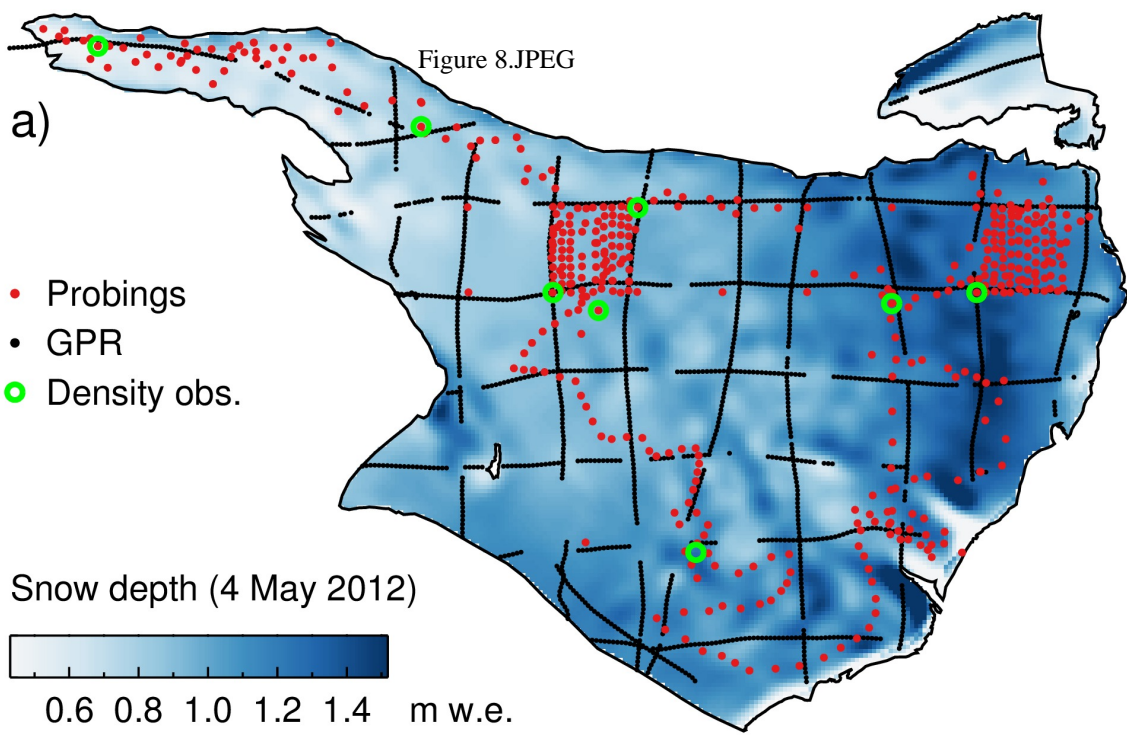 Figure 8.JPEG
a)
Probings
GPR
Density obs.
Snow depth (4 May 2012)
0.6 0.8 1.0 1.2 1.4 m w.e.